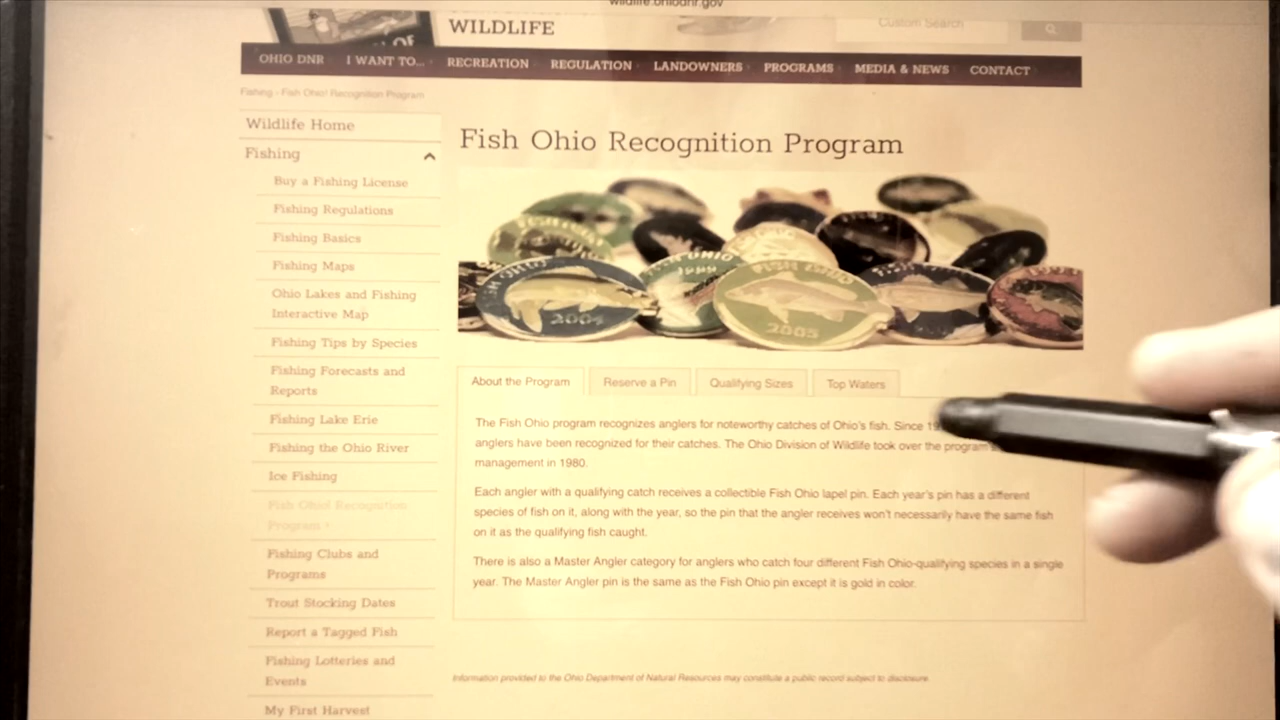 wildlife.ohiodnr.gov
WILDLIFE
Custom Search
OF
OHIO DNR I WANT TO... RECREATION REGULATION LANDOWNERS PROGRAMS MEDIA & NEWS CONTACT
Fishing - Fish Ohio! Recognition Program
Wildlife Home
Fishing
Buy a Fishing License
Fishing Regulations
Fishing Basics
Fishing Maps
Ohio Lakes and Fishing
Interactive Map
Fishing Tips by Species
Fishing Forecasts and
Reports
Fishing Lake Erie
Fishing the Ohio River
Ice Fishing
Fish Ohio! Recognition
Program
Fishing Clubs and
Programs
Trout Stocking Dates
Report a Tagged Fish
Fishing Lotteries and
Events
My First Harvest
Fish Ohio Recognition Program
FISH OHIO
2004
OHIO
1999
FISH OHIO
2005
1995
About the Program Reserve a Pin Qualifying Sizes Top Waters
The Fish Ohio program recognizes anglers for noteworthy catches of Ohio's fish. Since 19
anglers have been recognized for their catches. The Ohio Division of Wildlife took over the program
management in 1980.
Each angler with a qualifying catch receives a collectible Fish Ohio lapel pin. Each year's pin has a different
species of fish on it, along with the year, so the pin that the angler receives won't necessarily have the same fish
on it as the qualifying fish caught.
There is also a Master Angler category for anglers who catch four different Fish Ohio-qualifying species in a single
year. The Master Angler pin is the same as the Fish Ohio pin except it is gold in color.
Information provided to the Ohio Department of Natural Resources may constitute a public record subject to disclosure.